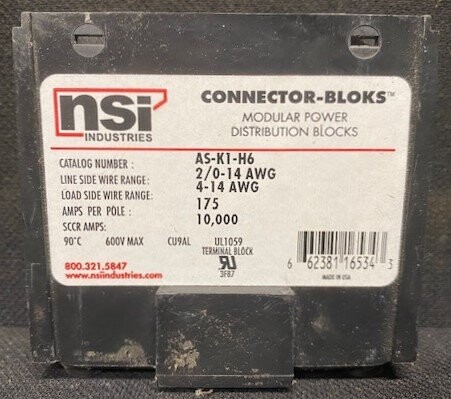 nsi
INDUSTRIES
CONNECTOR-BLOKS™
MODULAR POWER
DISTRIBUTION BLOCKS
CATALOG NUMBER: AS-K1-H6
LINE SIDE WIRE RANGE: 2/0-14 AWG
LOAD SIDE WIRE RANGE: 4-14 AWG
AMPS PER POLE: 175
SCCR AMPS: 10,000
90°C 600V MAX CU9AL UL1059
TERMINAL BLOCK
3F87
800.321.5847
www.nsiindustries.com
6 62381 16534 3
MADE IN USA